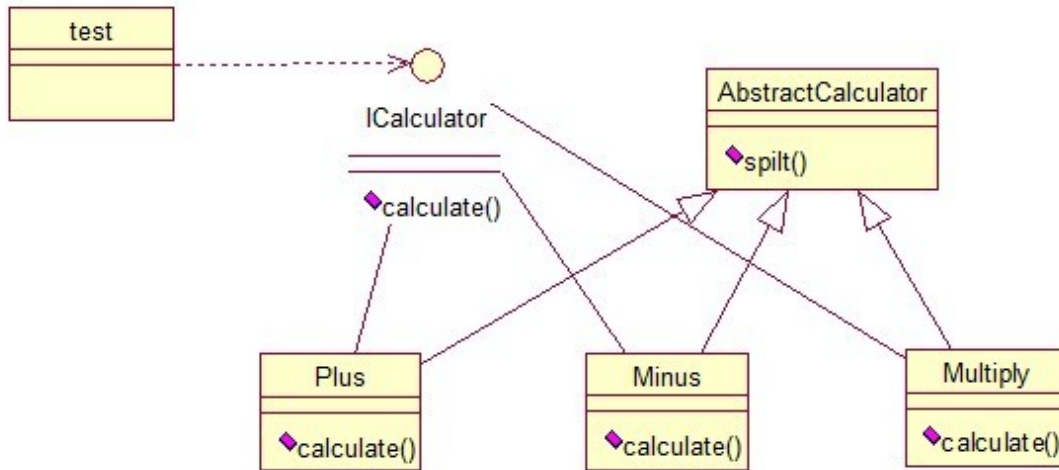 test
ICalculator
calculate()
AbstractCalculator
spilt()
Plus
calculate()
Minus
calculate()
Multiply
calculate()